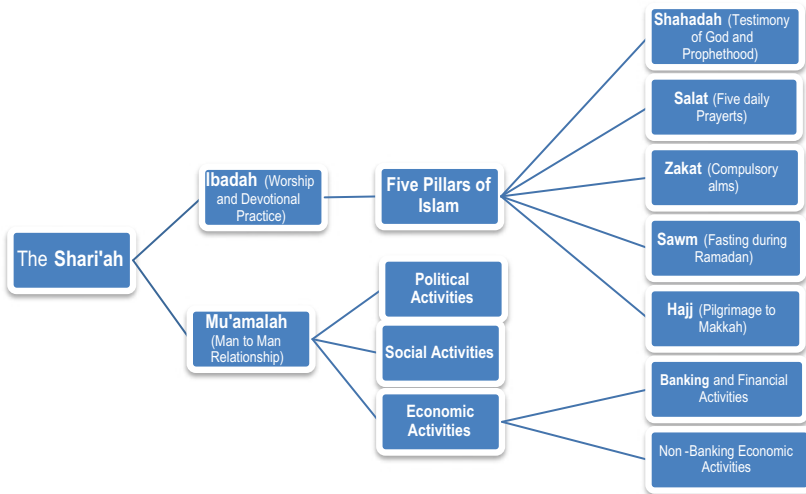 The Shari'ah
Ibadah (Worship
and Devotional
Practice)
Mu'amalah
(Man to Man
Relationship)
Five Pillars of
Islam
Political
Activities
Social Activities
Economic
Activities
Shahadah (Testimony
of God and
Prophethood)
Salat (Five daily
Prayerts)
Zakat (Compulsory
alms)
Sawm (Fasting during
Ramadan)
Hajj (Pilgrimage to
Makkah)
Banking and Financial
Activities
Non -Banking Economic
Activities